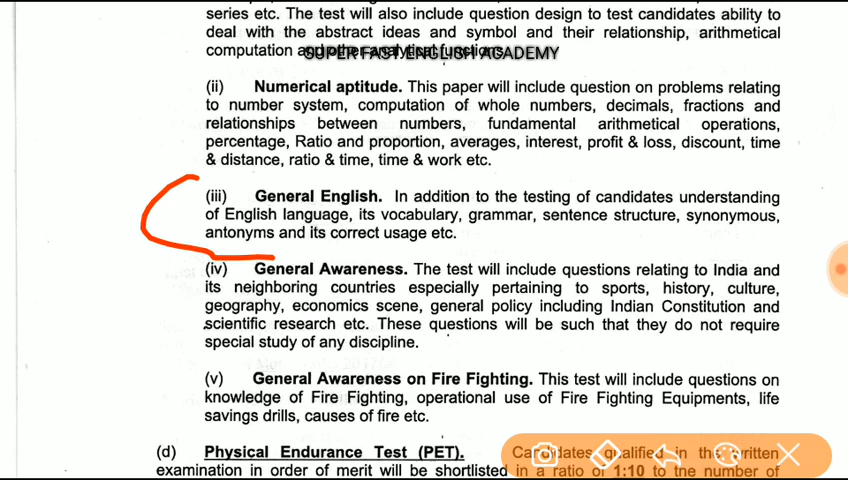 series etc. The test will also include question design to test candidates ability to
deal with the abstract ideas and symbol and their relationship, arithmetical
computation and other analytical functions.
SUPER FAST ENGLISH ACADEMY
(ii) Numerical aptitude. This paper will include question on problems relating
to number system, computation of whole numbers, decimals, fractions and
relationships between numbers, fundamental arithmetical operations,
percentage, Ratio and proportion, averages, interest, profit & loss, discount, time
& distance, ratio & time, time & work etc.
(iii) General English. In addition to the testing of candidates understanding
of English language, its vocabulary, grammar, sentence structure, synonymous,
antonyms and its correct usage etc.
(iv) General Awareness. The test will include questions relating to India and
its neighboring countries especially pertaining to sports, history, culture,
geography, economics scene, general policy including Indian Constitution and
scientific research etc. These questions will be such that they do not require
special study of any discipline.
(v) General Awareness on Fire Fighting. This test will include questions on
knowledge of Fire Fighting, operational use of Fire Fighting Equipments, life
savings drills, causes of fire etc.
(d) Physical Endurance Test (PET). Candidates qualified in the written
examination in order of merit will be shortlisted in a ratio of 1:10 to the number of